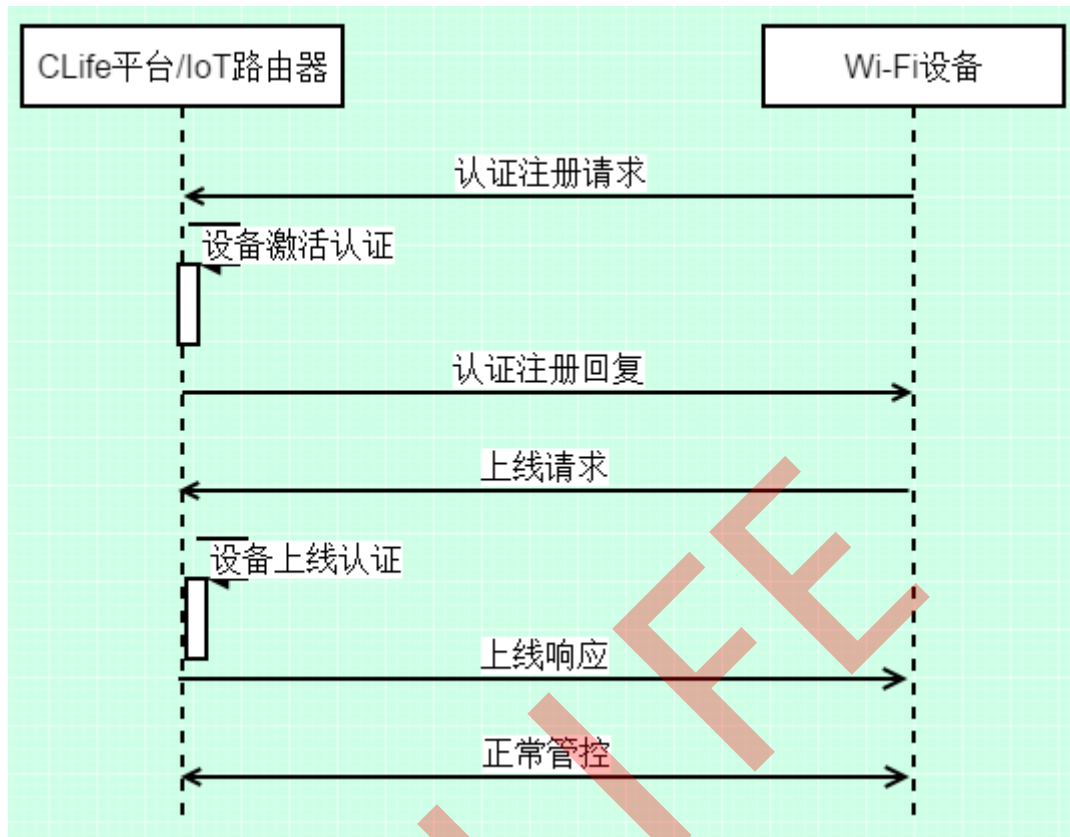 CLife平台/IoT路由器
Wi-Fi设备
认证注册请求
设备激活认证
认证注册回复
上线请求
设备上线认证
上线响应
正常管控
LIFE